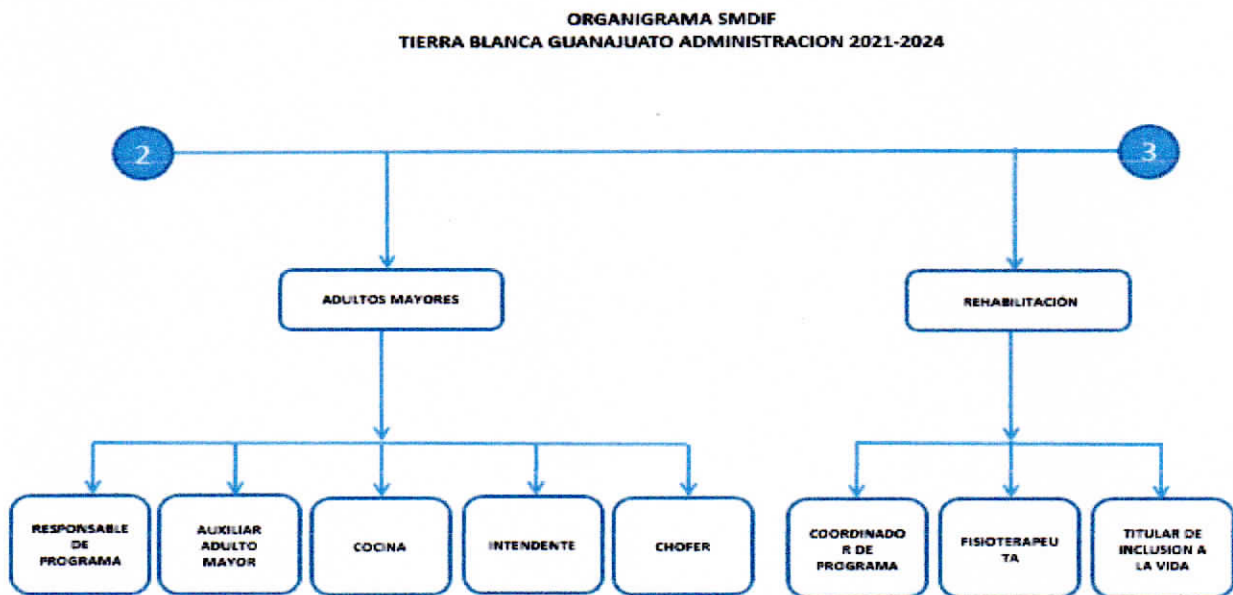 ORGANIGRAMA SMDIF
TIERRA BLANCA GUANAJUATO ADMINISTRACION 2021-2024
2
3
ADULTOS MAYORES
REHABILITACIÓN
RESPONSABLE
DE
PROGRAMA
AUXILIAR
ADULTO
MAYOR
COCINA
INTENDENTE
CHOFER
COORDINADO
R DE
PROGRAMA
FISIOTERAPEU
TA
TITULAR DE
INCLUSION A
LA VIDA